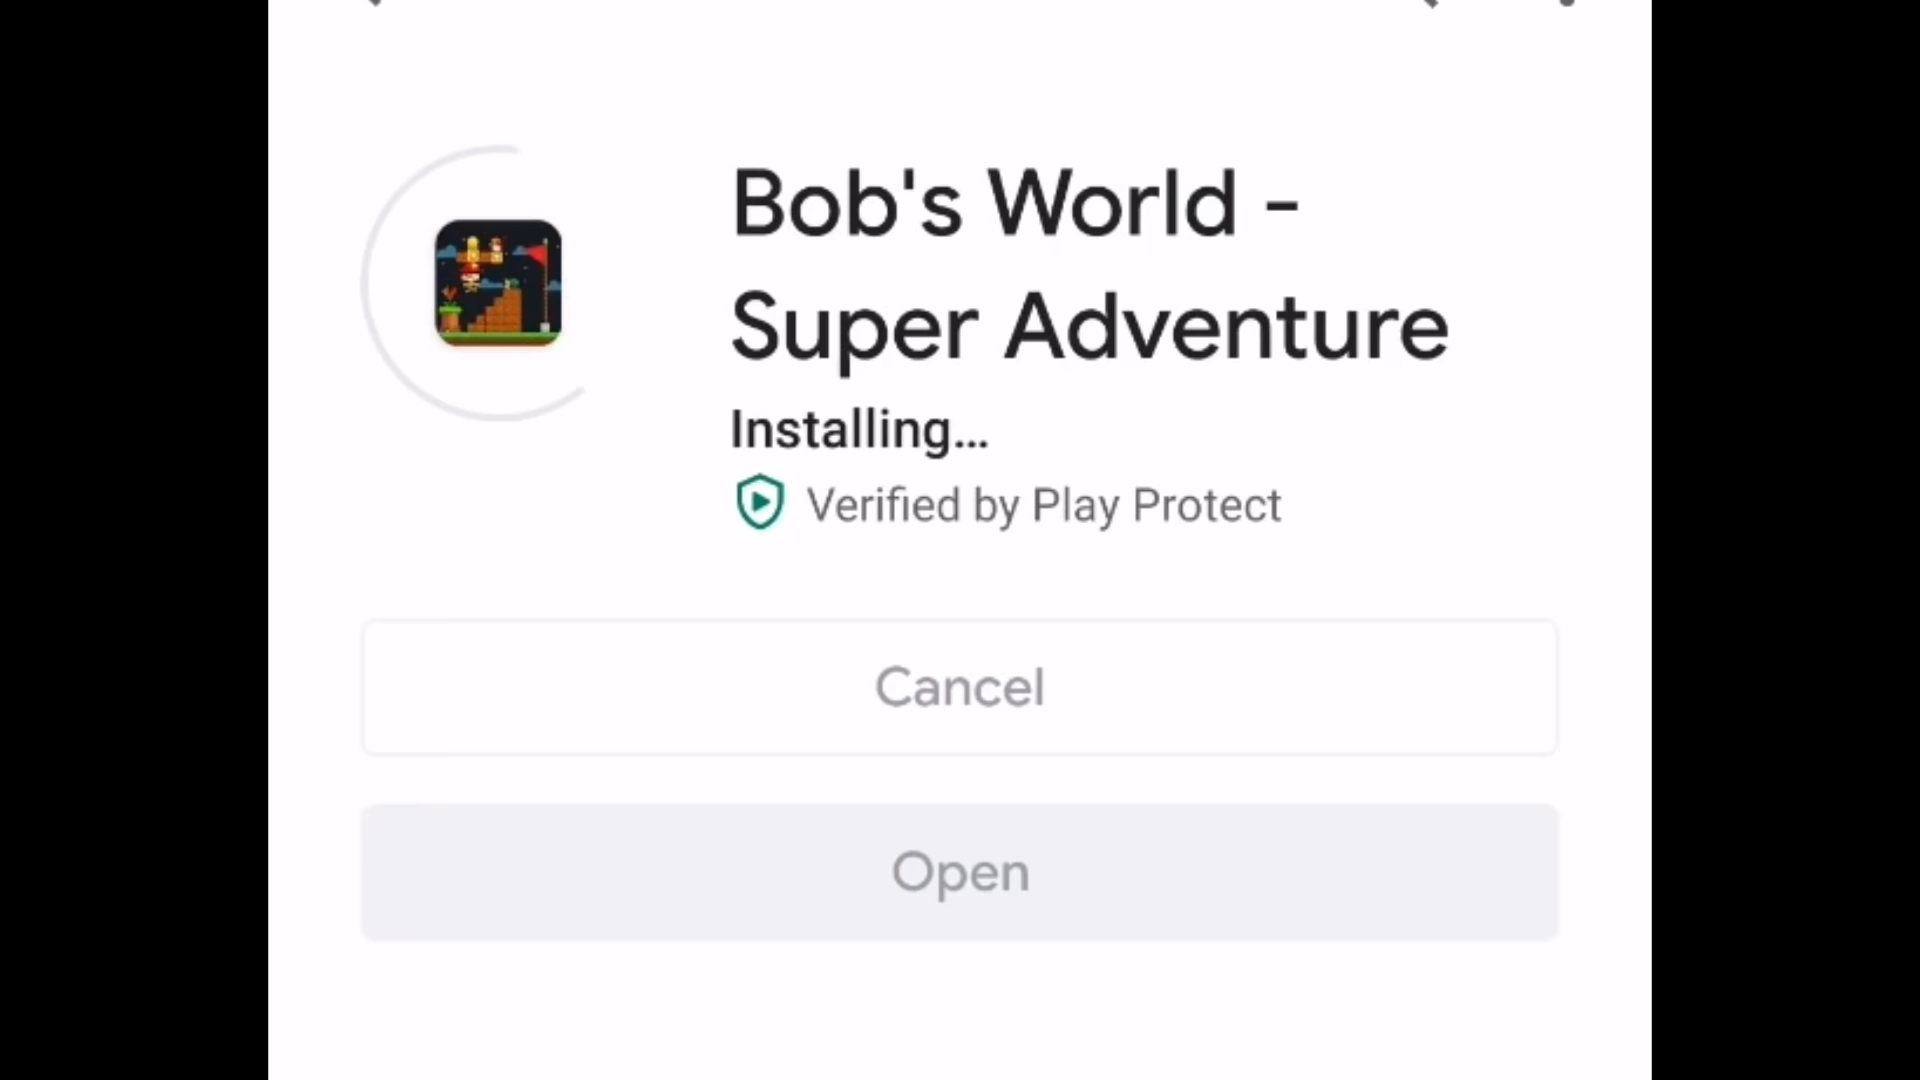 Bob's World -
Super Adventure
Installing...
Verified by Play Protect
Cancel
Open